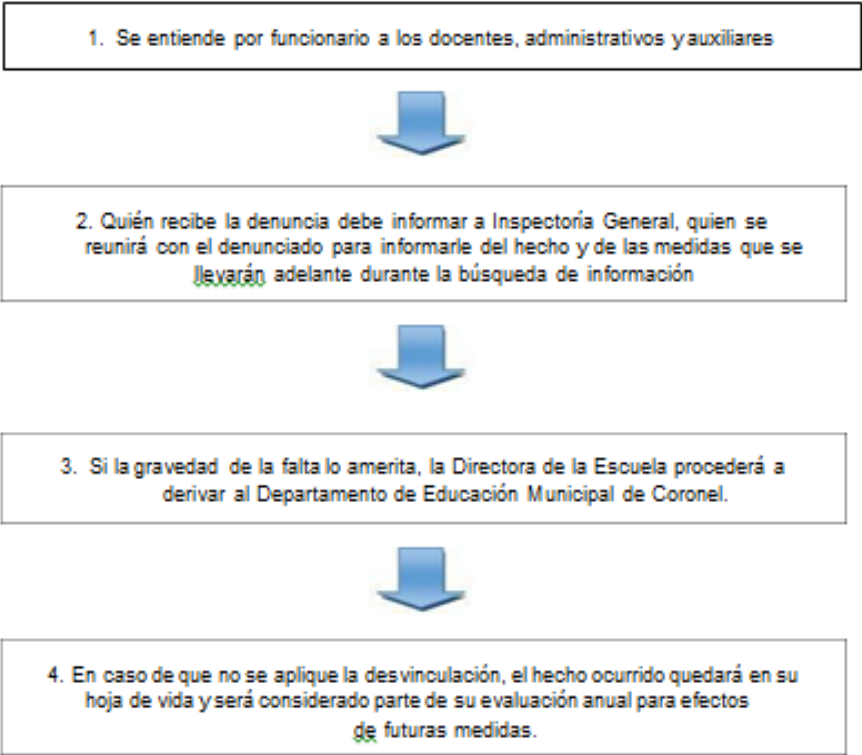 1. Se entiende por funcionario a los docentes, administrativos y auxiliares
2. Quién recibe la denuncia debe informar a Inspectoría General, quien se
reunirá con el denunciado para informarle del hecho y de las medidas que se
llevarán adelante durante la búsqueda de información
3. Si la gravedad de la falta lo amerita, la Directora de la Escuela procederá a
derivar al Departamento de Educación Municipal de Coronel.
4. En caso de que no se aplique la desvinculación, el hecho ocurrido quedará en su
hoja de vida y será considerado parte de su evaluación anual para efectos
de futuras medidas.